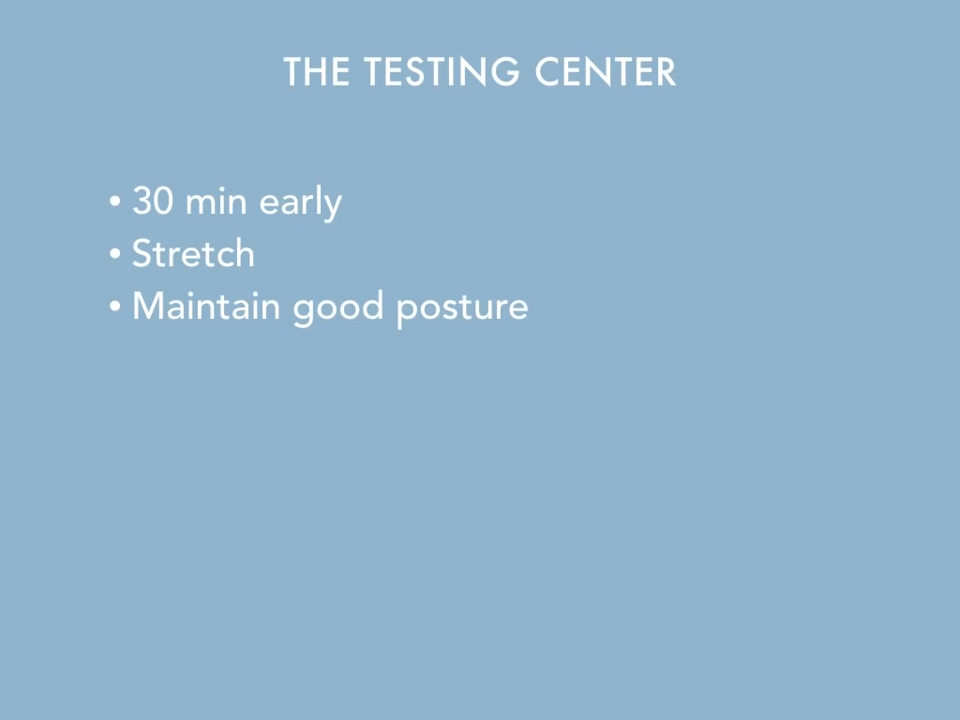 THE TESTING CENTER
• 30 min early
• Stretch
• Maintain good posture